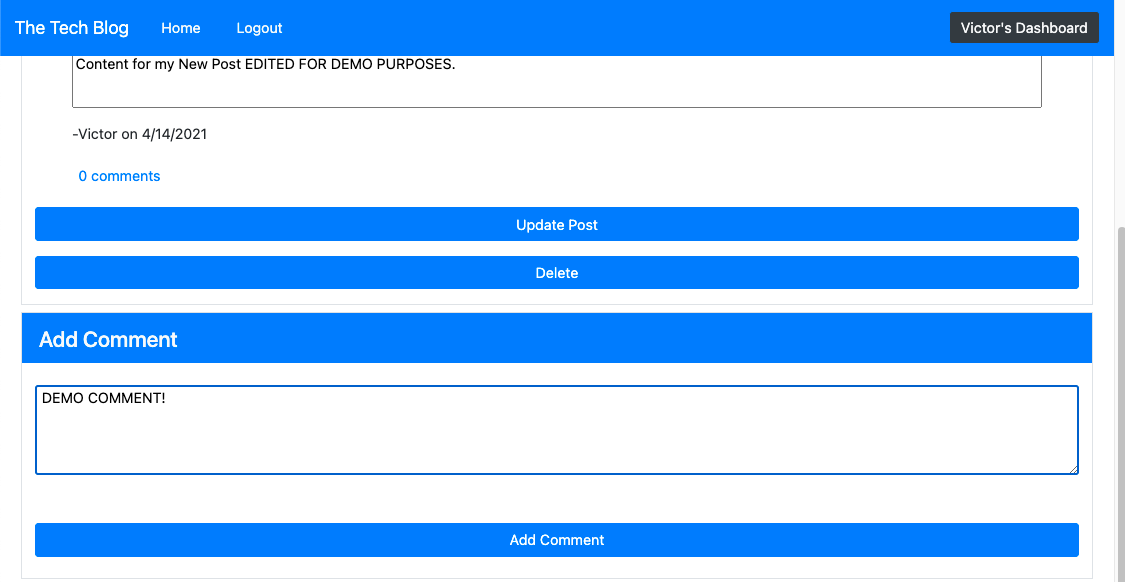 The Tech Blog Home Logout Victor's Dashboard
Content for my New Post EDITED FOR DEMO PURPOSES.
-Victor on 4/14/2021
0 comments
Update Post
Delete
Add Comment
DEMO COMMENT!
Add Comment